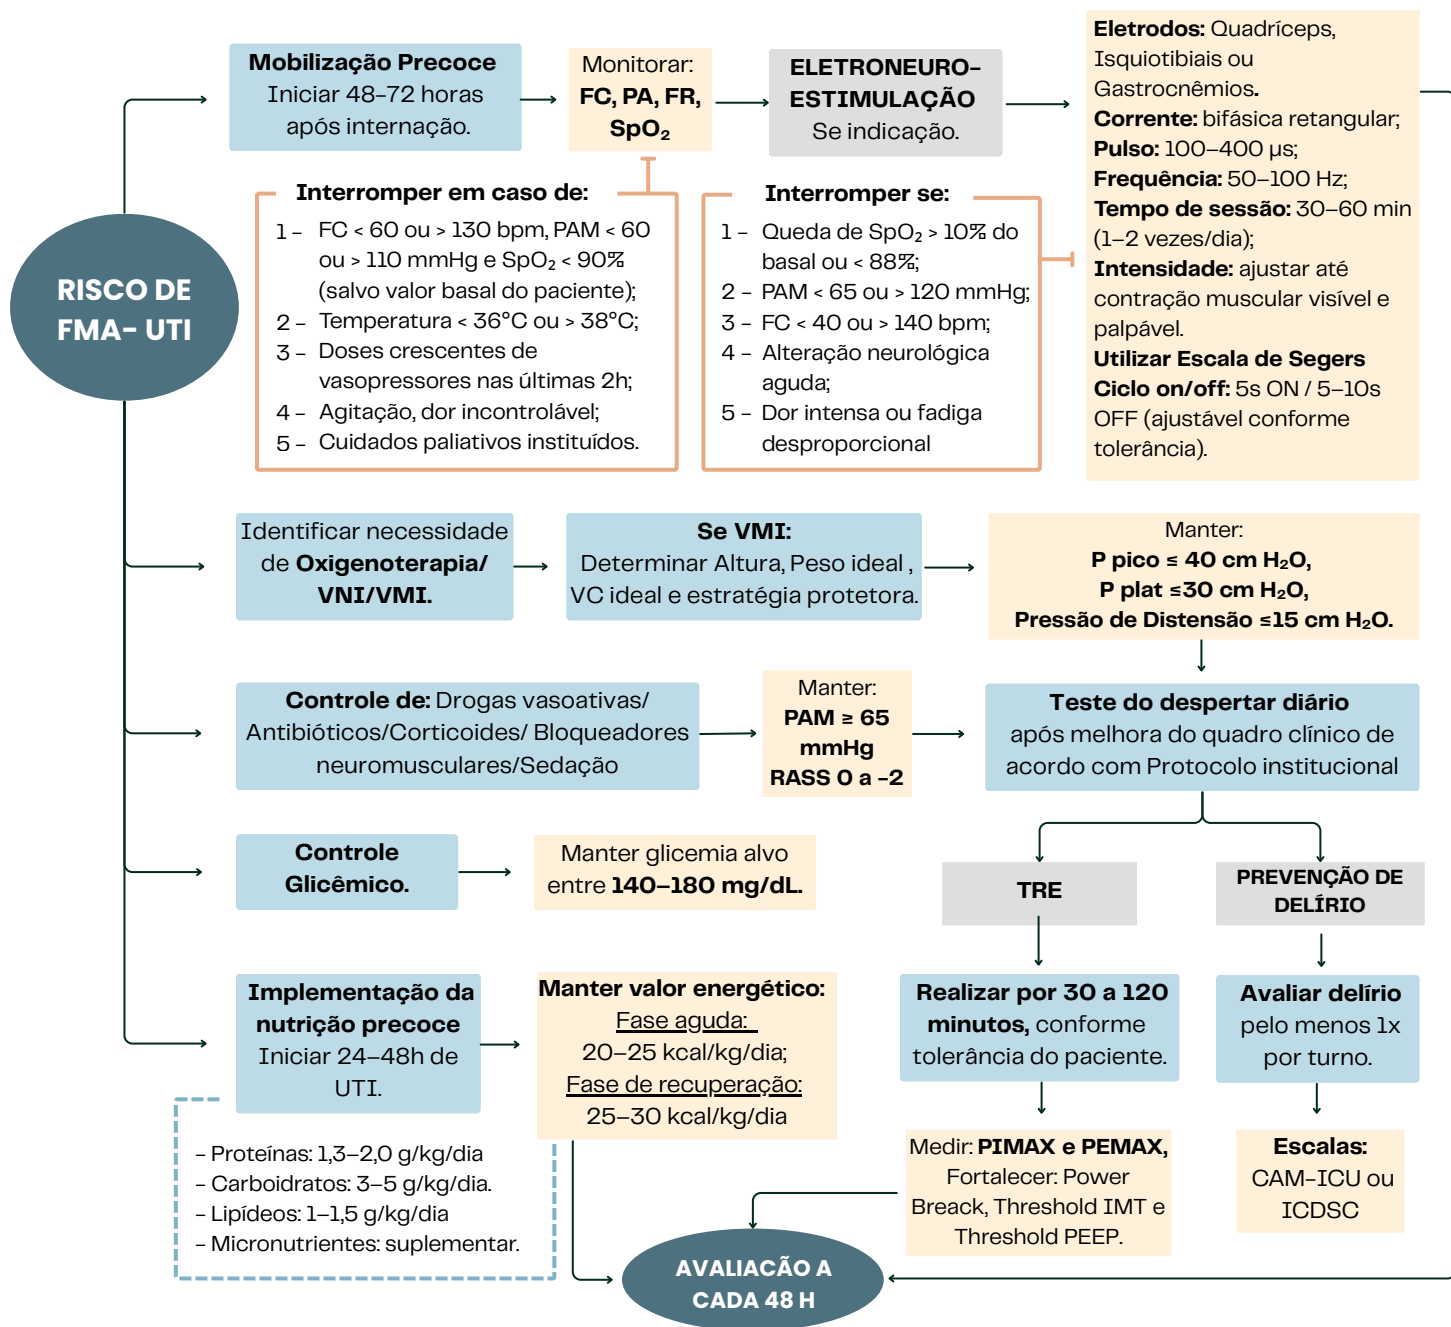 RISCO DE
FMA- UTI
Mobilização Precoce
Iniciar 48-72 horas
após internação.
Monitorar:
FC, PA, FR,
SpO₂
ELETRONEURO-
ESTIMULAÇÃO
Se indicação.
Eletrodos: Quadríceps,
Isquiotibiais ou
Gastrocnêmios.
Corrente: bifásica retangular;
Pulso: 100–400 µs;
Frequência: 50–100 Hz;
Tempo de sessão: 30–60 min
(1–2 vezes/dia);
Intensidade: ajustar até
contração muscular visível e
palpável.
Utilizar Escala de Segers
Ciclo on/off: 5s ON / 5–10s
OFF (ajustável conforme
tolerância).
Interromper em caso de:
1 – FC < 60 ou > 130 bpm, PAM < 60
ou > 110 mmHg e SpO₂ < 90%
(salvo valor basal do paciente);
2 – Temperatura < 36°C ou > 38°C;
3 – Doses crescentes de
vasopressores nas últimas 2h;
4 – Agitação, dor incontrolável;
5 – Cuidados paliativos instituídos.
Interromper se:
1 – Queda de SpO₂ > 10% do
basal ou < 88%;
2 – PAM < 65 ou > 120 mmHg;
3 – FC < 40 ou > 140 bpm;
4 – Alteração neurológica
aguda;
5 – Dor intensa ou fadiga
desproporcional
Identificar necessidade
de Oxigenoterapia/
VNI/VMI.
Se VMI:
Determinar Altura, Peso ideal ,
VC ideal e estratégia protetora.
Manter:
P pico ≤ 40 cm H₂O,
P plat ≤30 cm H₂O,
Pressão de Distensão ≤15 cm H₂O.
Controle de: Drogas vasoativas/
Antibióticos/Corticoides/ Bloqueadores
neuromusculares/Sedação
Manter:
PAM ≥ 65
mmHg
RASS 0 a -2
Teste do despertar diário
após melhora do quadro clínico de
acordo com Protocolo institucional
Controle
Glicêmico.
Manter glicemia alvo
entre 140–180 mg/dL.
TRE
PREVENÇÃO DE
DELÍRIO
Implementação da
nutrição precoce
Iniciar 24–48h de
UTI.
Manter valor energético:
Fase aguda:
20–25 kcal/kg/dia;
Fase de recuperação:
25–30 kcal/kg/dia
Realizar por 30 a 120
minutos, conforme
tolerância do paciente.
Avaliar delírio
pelo menos 1x
por turno.
- Proteínas: 1,3–2,0 g/kg/dia
- Carboidratos: 3–5 g/kg/dia.
- Lipídeos: 1–1,5 g/kg/dia
- Micronutrientes: suplementar.
Medir: PIMAX e PEMAX,
Fortalecer: Power
Breack, Threshold IMT e
Threshold PEEP.
Escalas:
CAM-ICU ou
ICDSC
AVALIACÃO A
CADA 48 H